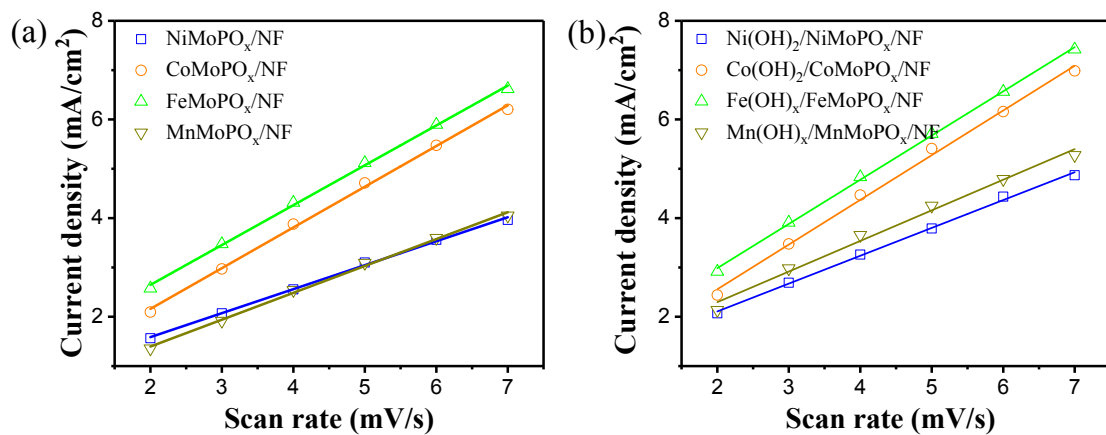 (a)
Current density (mA/cm²)
8
6
4
2
NiMoPOₓ/NF
CoMoPOₓ/NF
FeMoPOₓ/NF
MnMoPOₓ/NF
2 3 4 5 6 7
Scan rate (mV/s)
(b)
Current density (mA/cm²)
8
6
4
2
Ni(OH)₂/NiMoPOₓ/NF
Co(OH)₂/CoMoPOₓ/NF
Fe(OH)ₓ/FeMoPOₓ/NF
Mn(OH)ₓ/MnMoPOₓ/NF
2 3 4 5 6 7
Scan rate (mV/s)